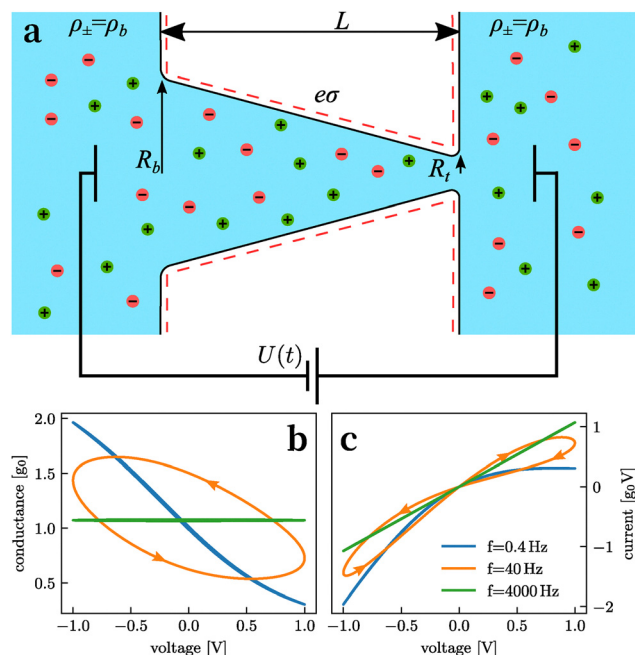 a
ρ±=ρb
L
ρ±=ρb
eσ
Rb
Rt
U(t)
b
c
2.0
1.5
1.0
0.5
conductance [g₀]
−1.0 −0.5 0.0 0.5 1.0
voltage [V]
1
0
−1
−2
current [g₀V]
f=0.4 Hz
f=40 Hz
f=4000 Hz
−1.0 −0.5 0.0 0.5 1.0
voltage [V]